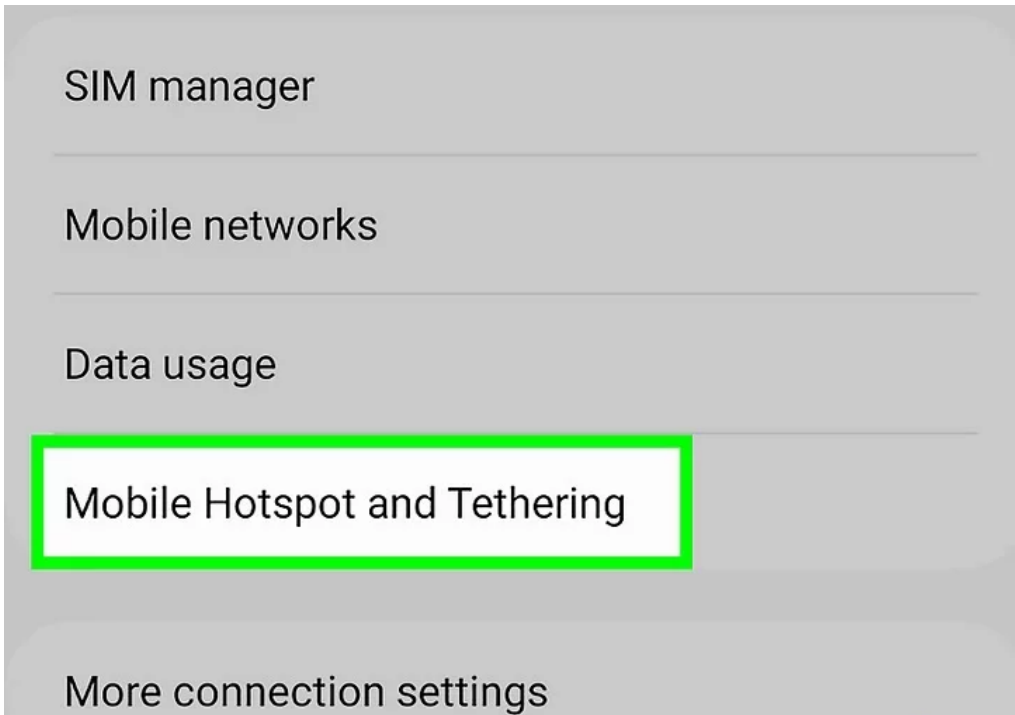 SIM manager
Mobile networks
Data usage
Mobile Hotspot and Tethering
More connection settings